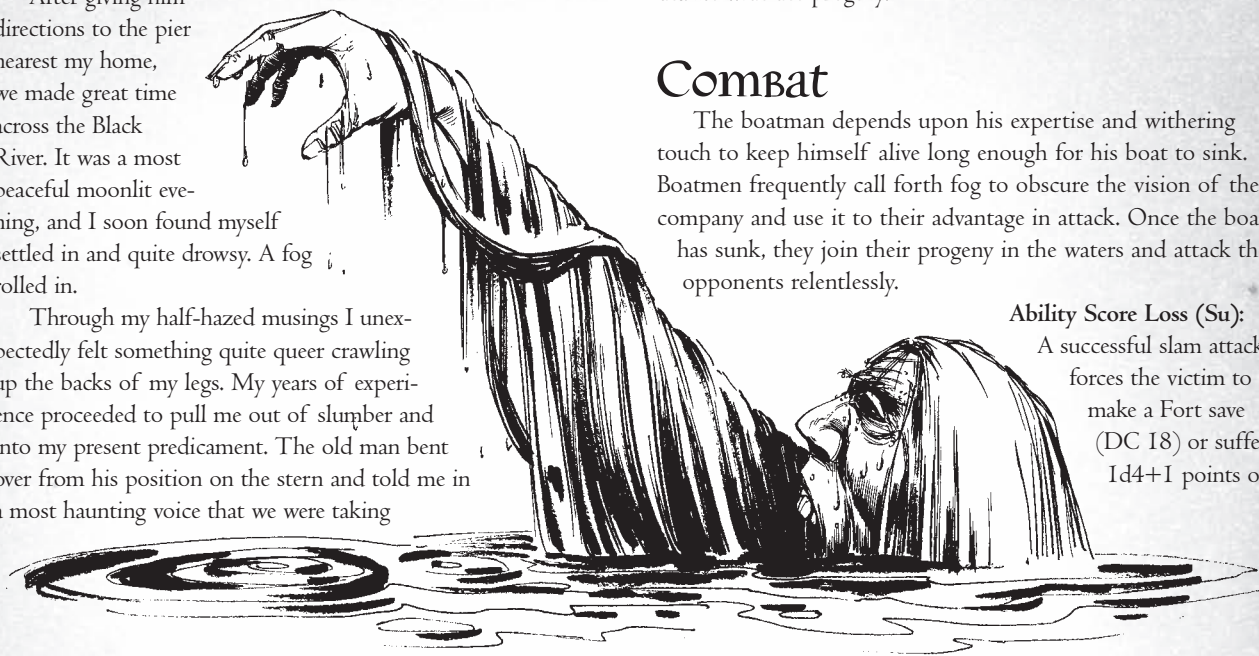 After giving him
directions to the pier
nearest my home,
we made great time
across the Black
River. It was a most
peaceful moonlit eve-
ning, and I soon found myself
settled in and quite drowsy. A fog
rolled in.
Through my half-hazed musings I unex-
pectedly felt something quite queer crawling
up the backs of my legs. My years of experi-
ence proceeded to pull me out of slumber and
into my present predicament. The old man bent
over from his position on the stern and told me in
a most haunting voice that we were taking
progeny.
Combat
The boatman depends upon his expertise and withering
touch to keep himself alive long enough for his boat to sink.
Boatmen frequently call forth fog to obscure the vision of the
company and use it to their advantage in attack. Once the boa
has sunk, they join their progeny in the waters and attack th
opponents relentlessly.
Ability Score Loss (Su):
A successful slam attack
forces the victim to
make a Fort save
(DC 18) or suffe
1d4+1 points o